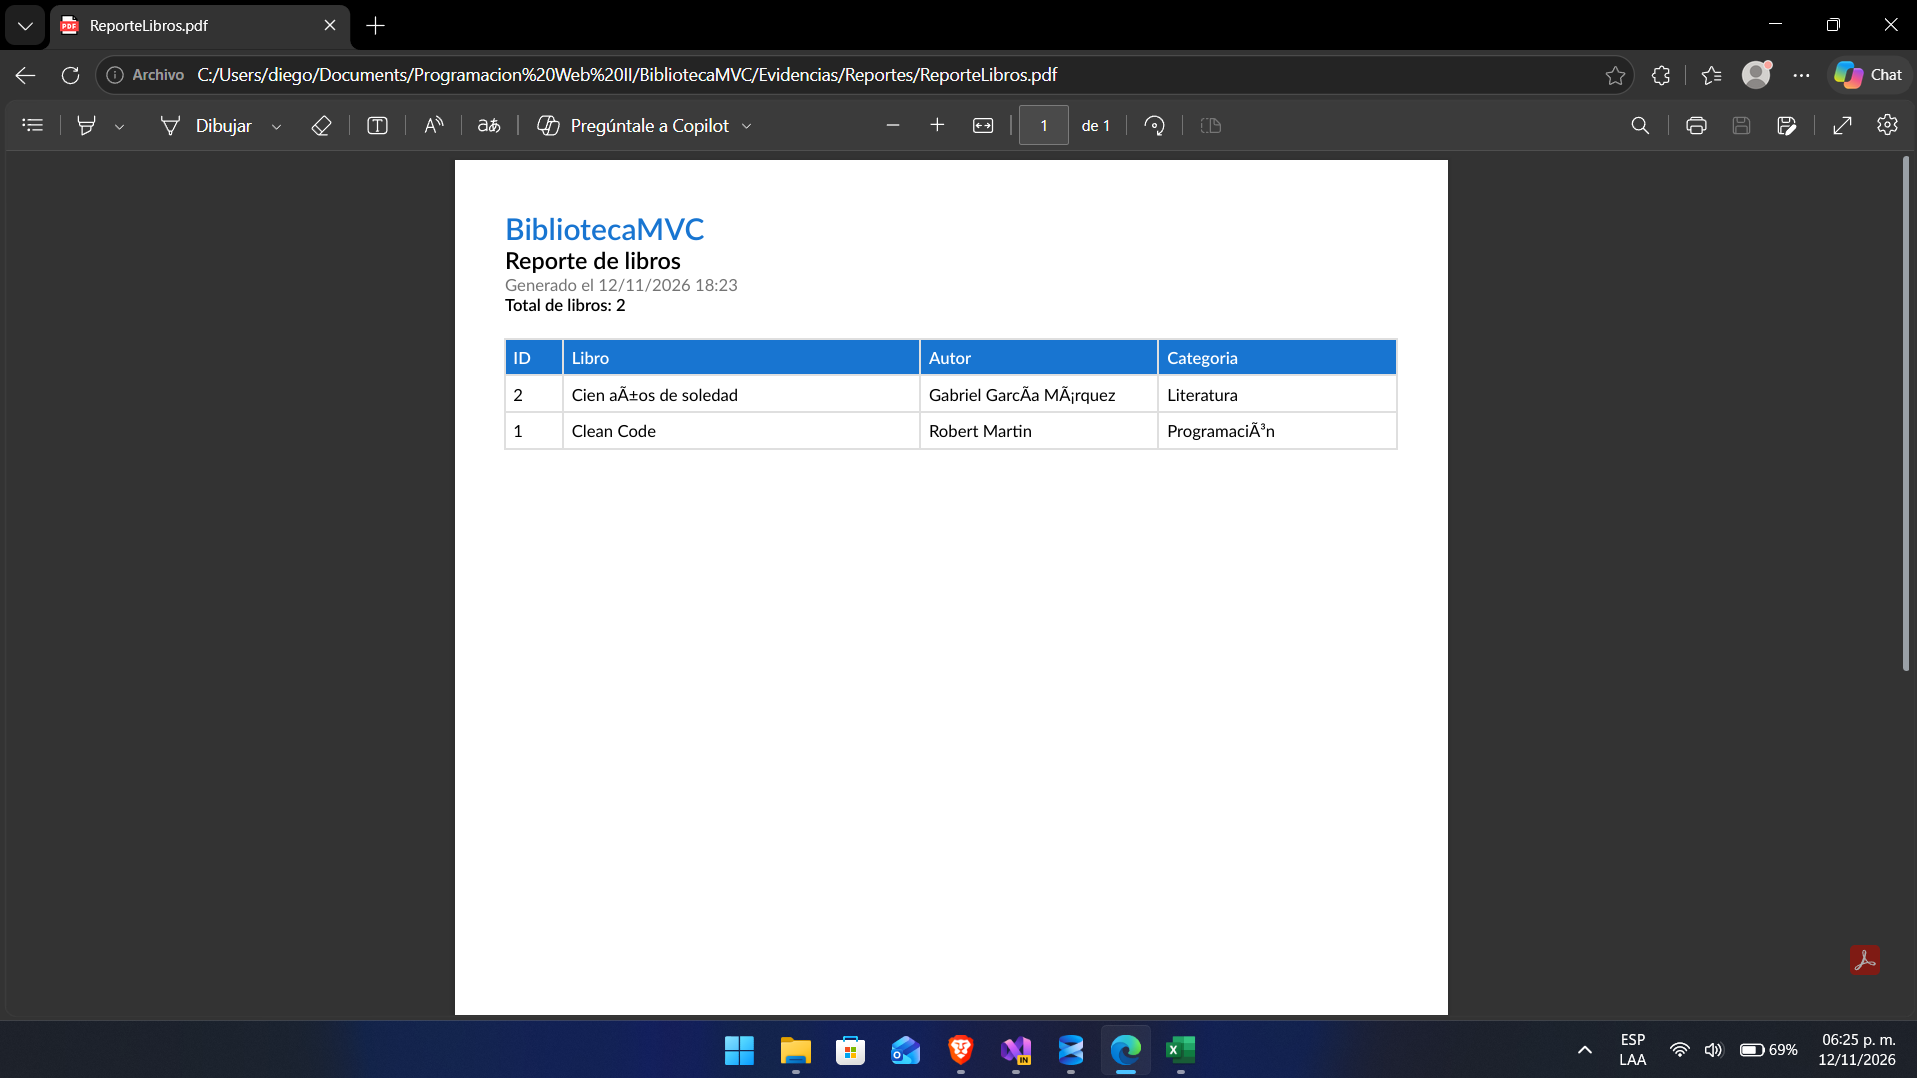 ReporteLibros.pdf
Archivo C:/Users/diego/Documents/Programacion%20Web%20II/BibliotecaMVC/Evidencias/Reportes/ReporteLibros.pdf
Chat
Dibujar
Pregúntale a Copilot
1 de 1
BibliotecaMVC
Reporte de libros
Generado el 12/11/2026 18:23
Total de libros: 2
ID Libro Autor Categoria
2 Cien aÃ±os de soledad Gabriel GarcÃa MÃ¡rquez Literatura
1 Clean Code Robert Martin ProgramaciÃ³n
ESP
LAA
69%
06:25 p. m.
12/11/2026